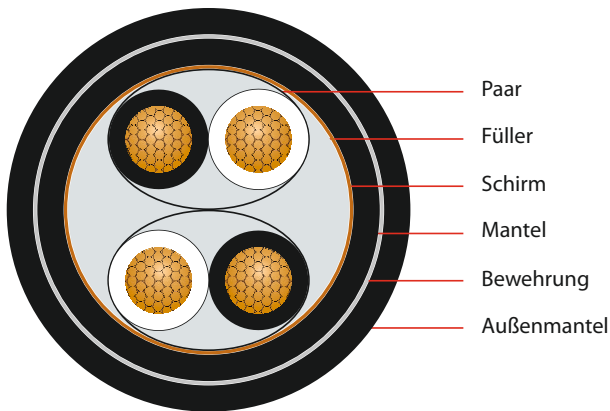 Paar
Füller
Schirm
Mantel
Bewehrung
Außenmantel